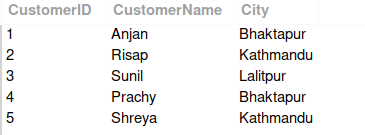 CustomerID CustomerName City
1 Anjan Bhaktapur
2 Risap Kathmandu
3 Sunil Lalitpur
4 Prachy Bhaktapur
5 Shreya Kathmandu